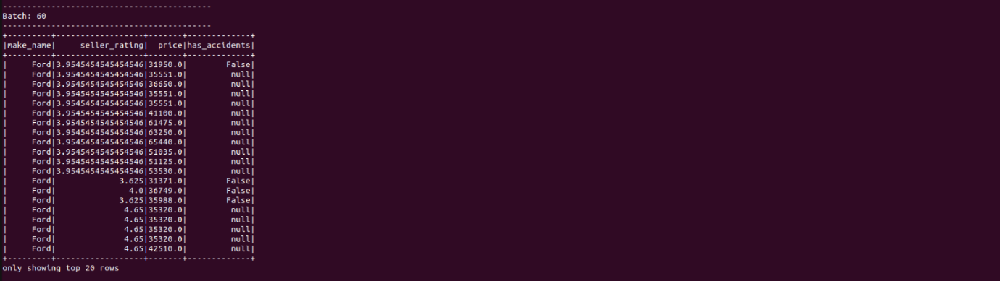 -------------------------------------------
Batch: 60
-------------------------------------------
+---------+------------------+-------+-------------+
|make_name|     seller_rating|  price|has_accidents|
+---------+------------------+-------+-------------+
|     Ford|3.9545454545454546|31950.0|        False|
|     Ford|3.9545454545454546|35551.0|         null|
|     Ford|3.9545454545454546|36650.0|         null|
|     Ford|3.9545454545454546|35551.0|         null|
|     Ford|3.9545454545454546|35551.0|         null|
|     Ford|3.9545454545454546|41100.0|         null|
|     Ford|3.9545454545454546|61475.0|         null|
|     Ford|3.9545454545454546|63250.0|         null|
|     Ford|3.9545454545454546|65440.0|         null|
|     Ford|3.9545454545454546|51035.0|         null|
|     Ford|3.9545454545454546|51125.0|         null|
|     Ford|3.9545454545454546|53530.0|         null|
|     Ford|             3.625|31371.0|        False|
|     Ford|               4.0|36749.0|        False|
|     Ford|             3.625|35988.0|        False|
|     Ford|              4.65|35320.0|         null|
|     Ford|              4.65|35320.0|         null|
|     Ford|              4.65|35320.0|         null|
|     Ford|              4.65|35320.0|         null|
|     Ford|              4.65|42510.0|         null|
+---------+------------------+-------+-------------+
only showing top 20 rows